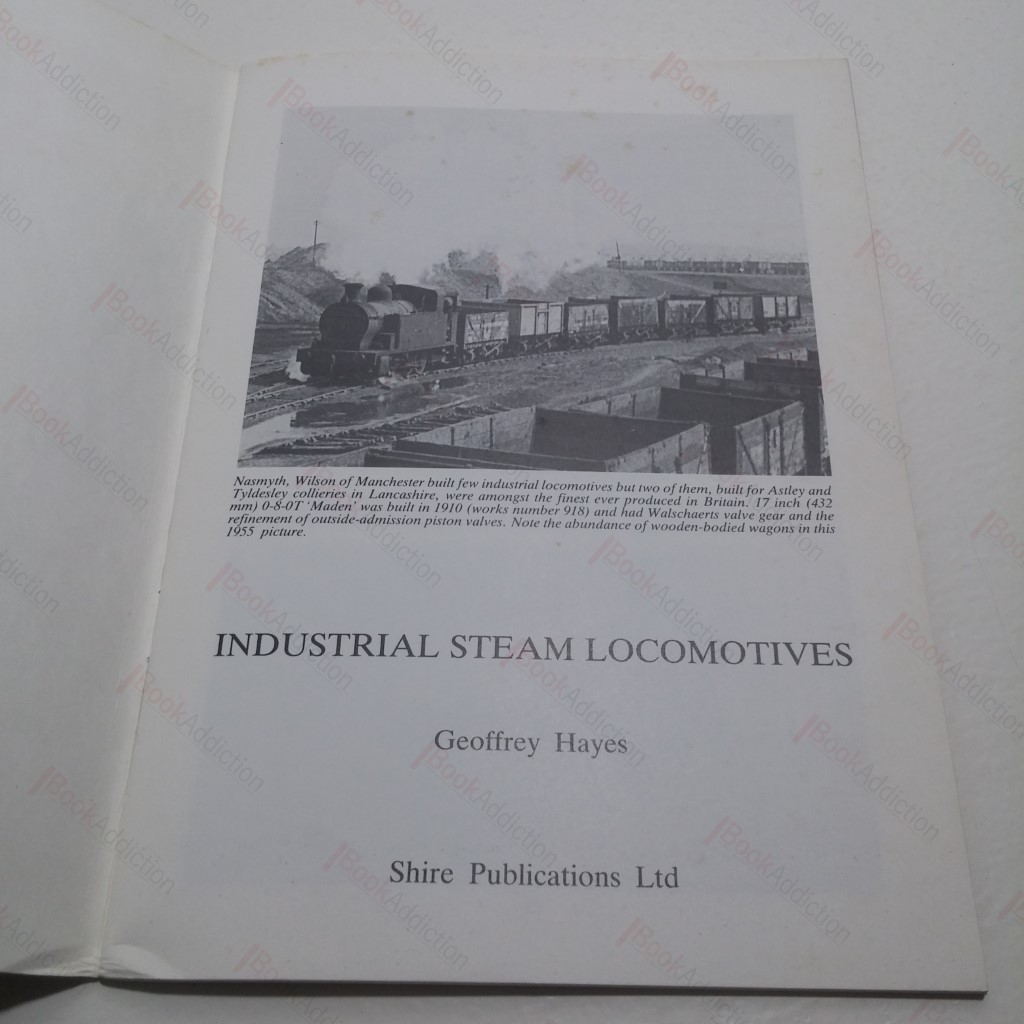 Nasmyth, Wilson of Manchester built few industrial locomotives but two of them, built for Astley and
Tyldesley collieries in Lancashire, were amongst the finest ever produced in Britain. 17 inch (432
mm) 0-8-0T 'Maden' was built in 1910 (works number 918) and had Walschaerts valve gear and the
refinement of outside-admission piston valves. Note the abundance of wooden-bodied wagons in this
1955 picture.
INDUSTRIAL STEAM LOCOMOTIVES
Geoffrey Hayes
Shire Publications Ltd
BookAddiction